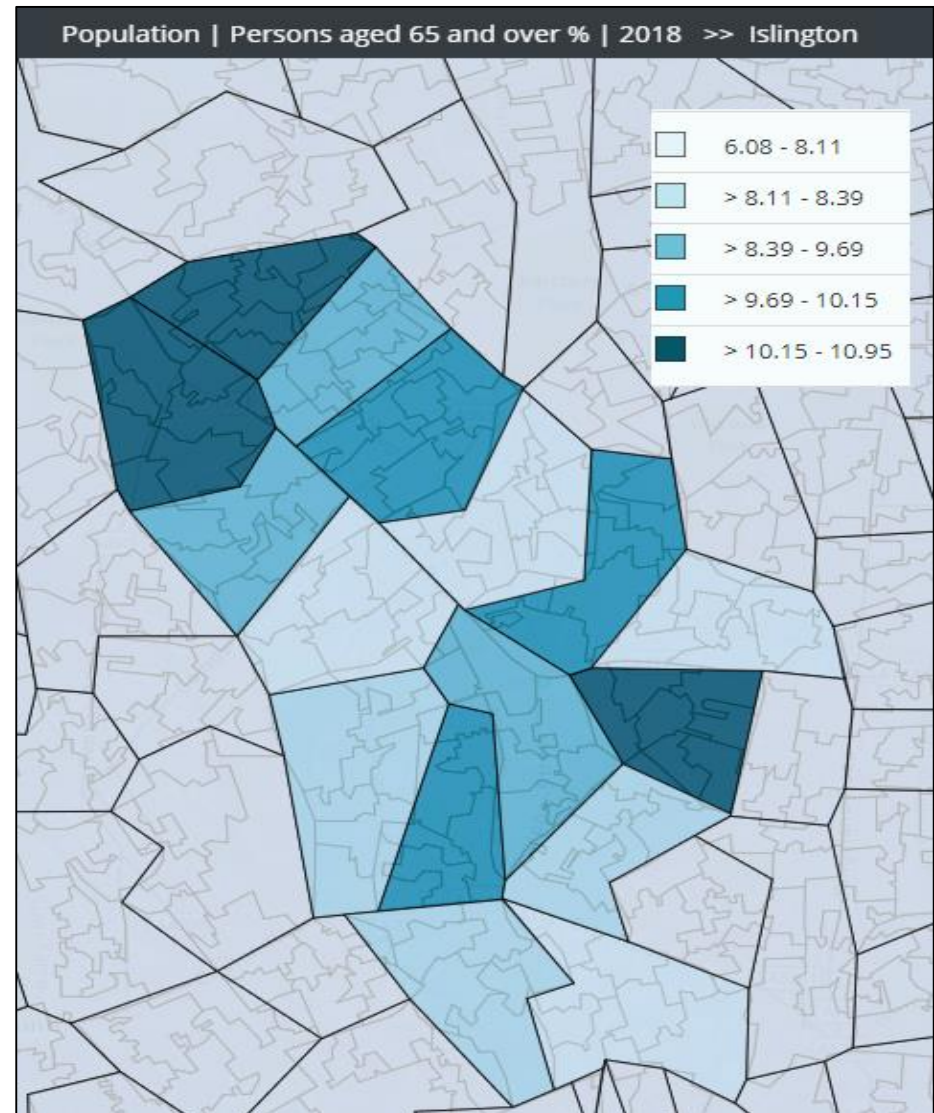 Population | Persons aged 65 and over % | 2018 >> Islington
6.08 - 8.11
> 8.11 - 8.39
> 8.39 - 9.69
> 9.69 - 10.15
> 10.15 - 10.95